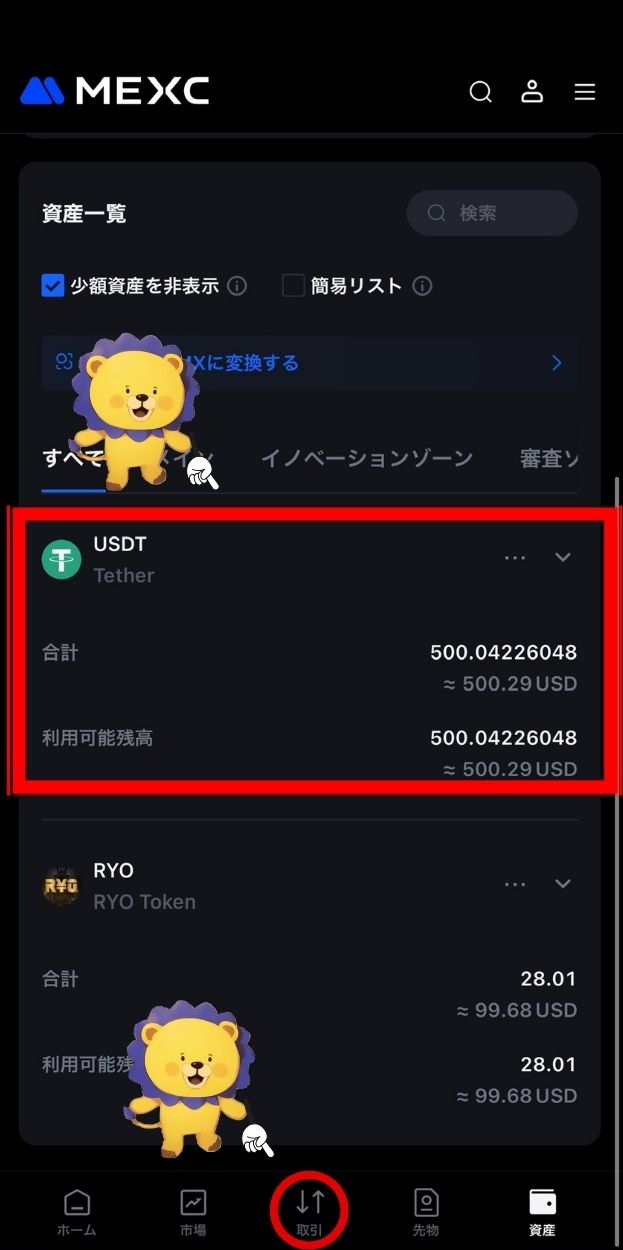 MEXC
資産一覧
検索
少額資産を非表示
簡易リスト
MXに変換する
すべて
メイン
イノベーションゾーン
審査ゾ
USDT
Tether
合計
500.04226048
≈ 500.29 USD
利用可能残高
500.04226048
≈ 500.29 USD
RYO
RYO
RYO Token
合計
28.01
≈ 99.68 USD
利用可能残
28.01
≈ 99.68 USD
ホーム
市場
取引
先物
資産